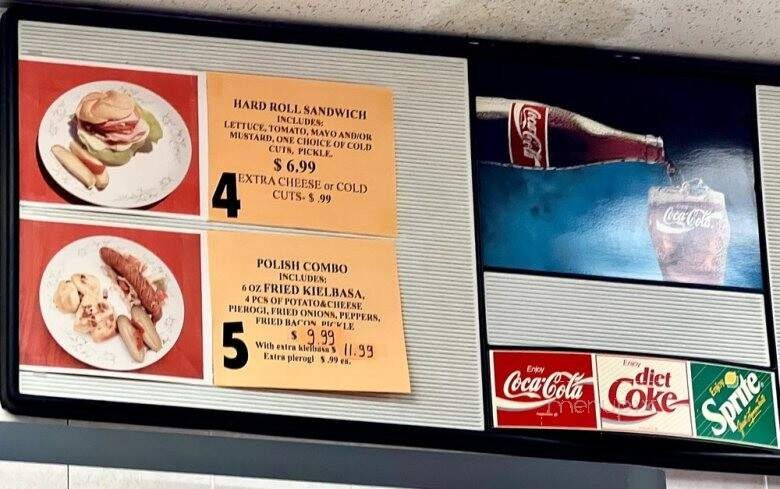 HARD ROLL SANDWICH
INCLUDES:
LETTUCE, TOMATO, MAYO AND/OR
MUSTARD, ONE CHOICE OF COLD
CUTS, PICKLE.
$ 6.99
4
EXTRA CHEESE or COLD
CUTS- $ .99
POLISH COMBO
INCLUDES:
6 OZ FRIED KIELBASA,
4 PCS OF POTATO&CHEESE
PIEROGI, FRIED ONIONS, PEPPERS,
FRIED BACON, PICKLE
$ 9.99
5
With extra kielbasa $ 11.99
Extra pierogi $ .99 ea.
Coca-Cola
Coca-Cola
Enjoy
Coca-Cola
Enjoy
diet
Coke
Enjoy
Sprite